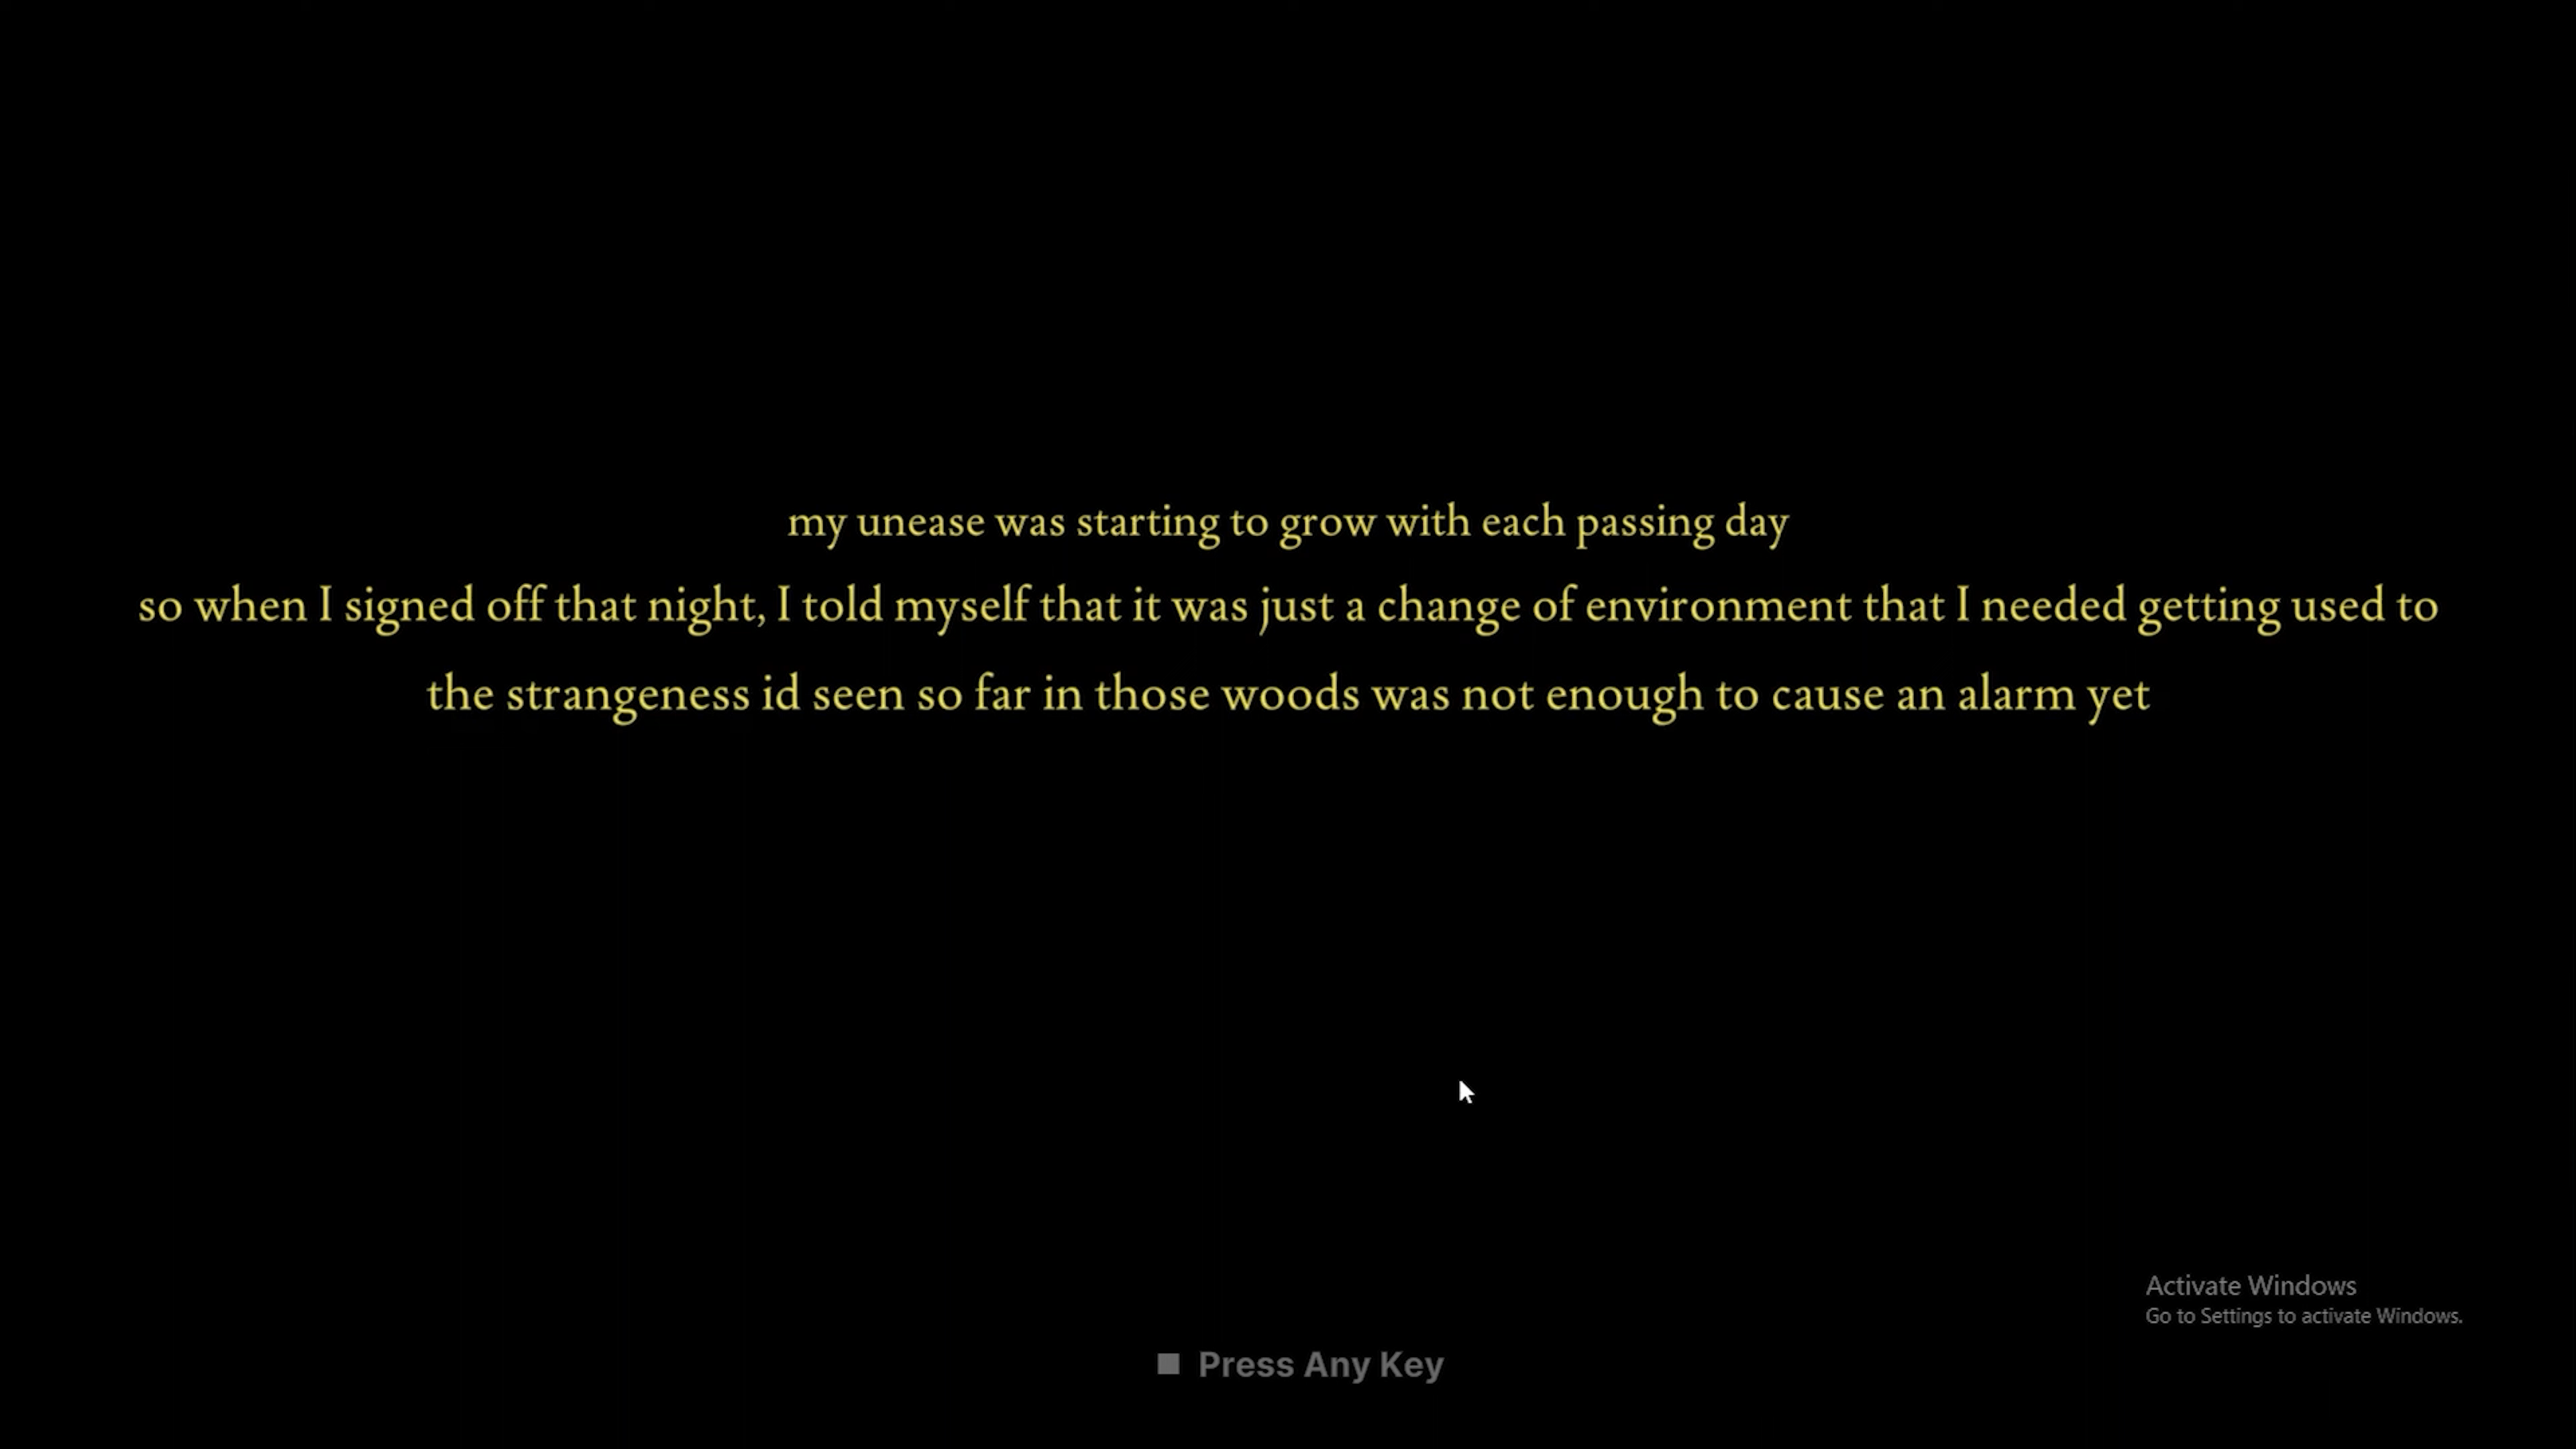 my unease was starting to grow with each passing day
so when I signed off that night, I told myself that it was just a change of environment that I needed getting used to
the strangeness id seen so far in those woods was not enough to cause an alarm yet
Activate Windows
Go to Settings to activate Windows.
Press Any Key